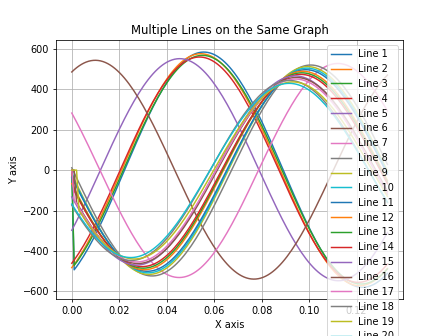 Multiple Lines on the Same Graph
Y axis
600
400
200
0
−200
−400
−600
0.00
0.02
0.04
0.06
0.08
0.10
X axis
Line 1
Line 2
Line 3
Line 4
Line 5
Line 6
Line 7
Line 8
Line 9
Line 10
Line 11
Line 12
Line 13
Line 14
Line 15
Line 16
Line 17
Line 18
Line 19
Line 20